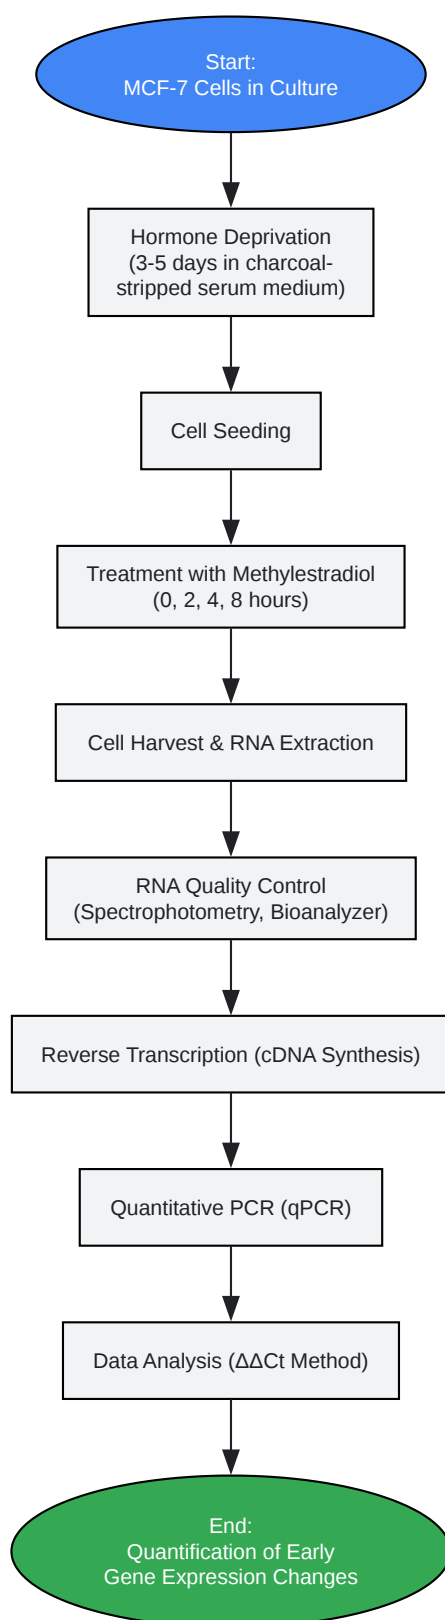 Start:
MCF-7 Cells in Culture
Hormone Deprivation
(3-5 days in charcoal-
stripped serum medium)
Cell Seeding
Treatment with Methylestradiol
(0, 2, 4, 8 hours)
Cell Harvest & RNA Extraction
RNA Quality Control
(Spectrophotometry, Bioanalyzer)
Reverse Transcription (cDNA Synthesis)
Quantitative PCR (qPCR)
Data Analysis (ΔΔCt Method)
End:
Quantification of Early
Gene Expression Changes